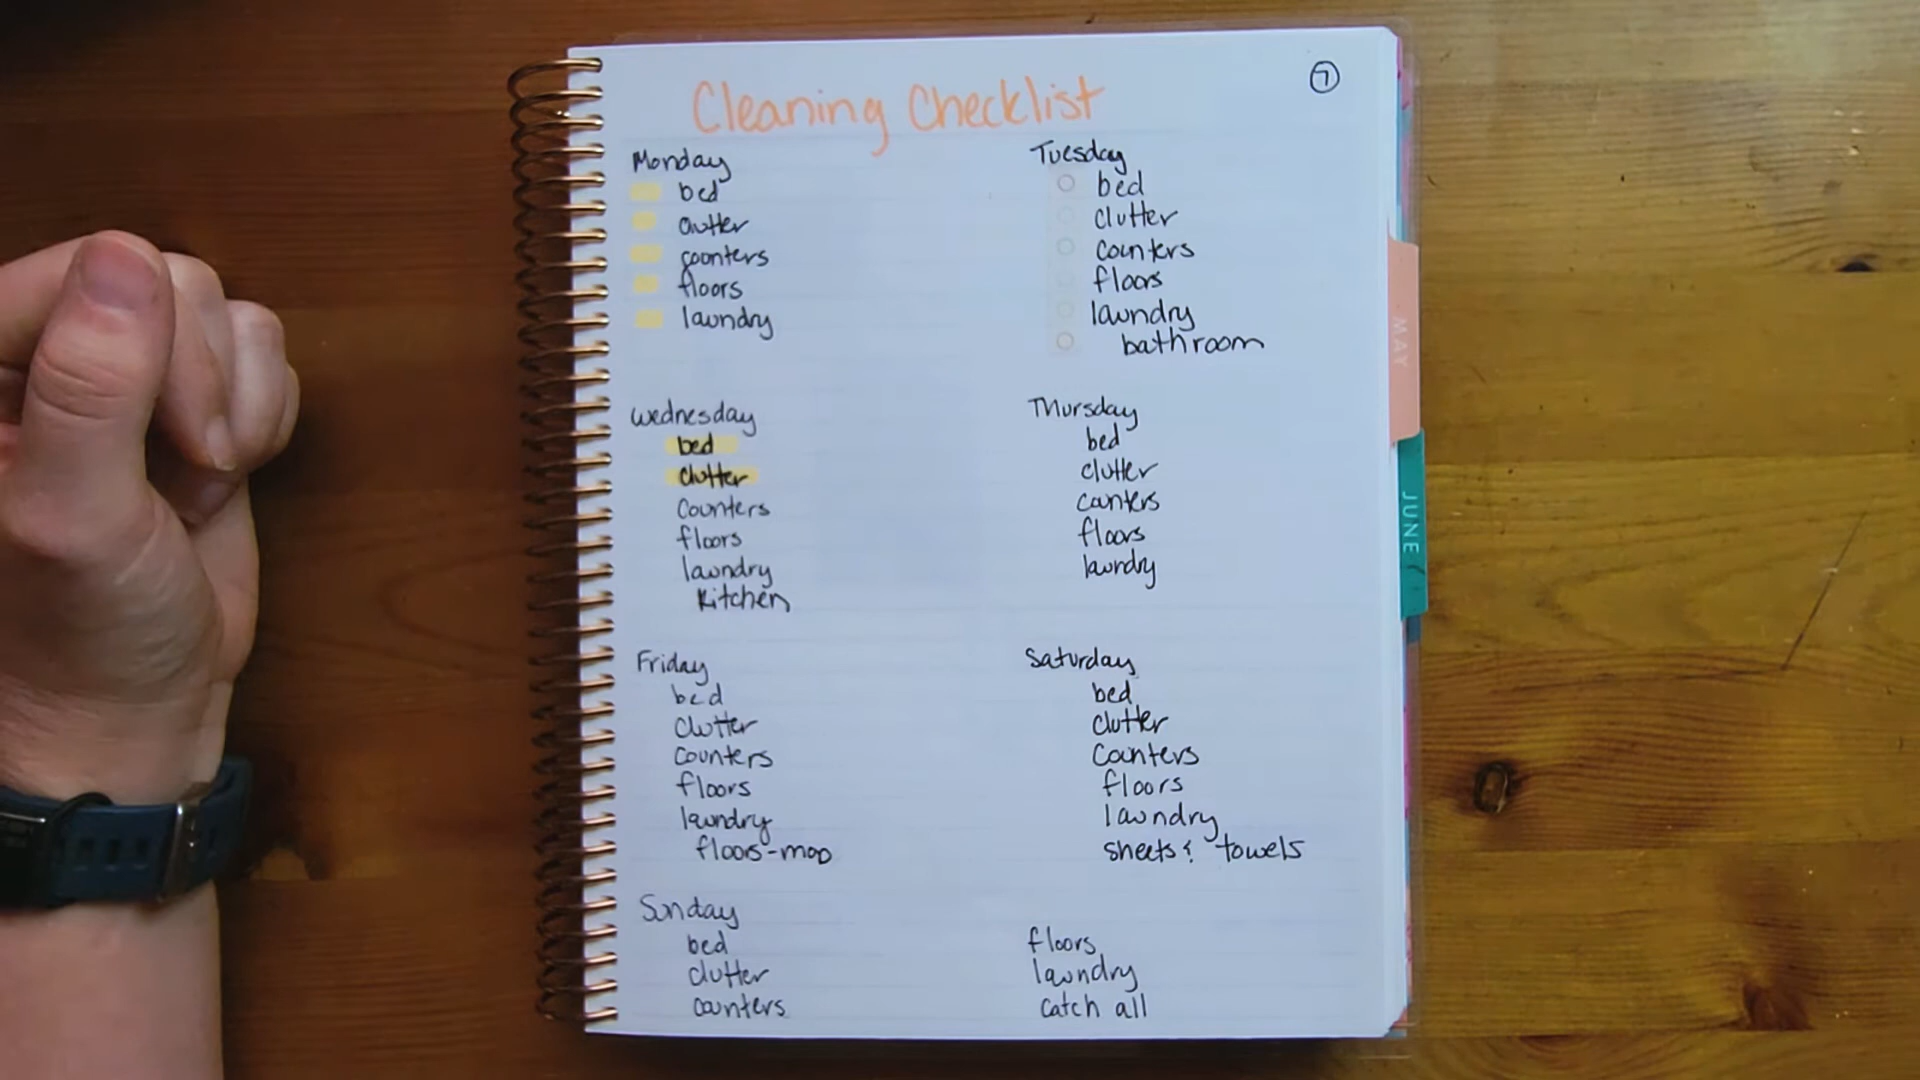 Cleaning Checklist
7
Monday
bed
clutter
counters
floors
laundry
Tuesday
bed
clutter
counters
floors
laundry
bathroom
Wednesday
bed
clutter
Counters
floors
laundry
Kitchen
Thursday
bed
clutter
counters
floors
laundry
Friday
bed
Clutter
Counters
floors
laundry
floors-mop
Saturday
bed
clutter
Counters
floors
laundry
sheets & towels
Sunday
bed
clutter
counters
floors
laundry
catch all
MAY
JUNE